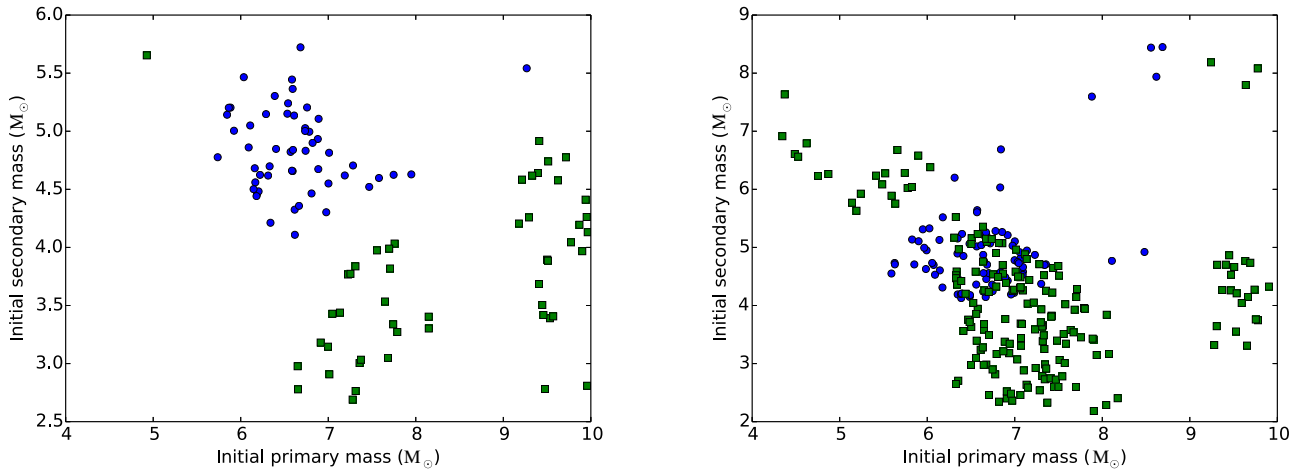 6.0
5.5
5.0
4.5
4.0
3.5
3.0
2.5
4 5 6 7 8 9 10
Initial primary mass (M☉)
Initial secondary mass (M☉)
9
8
7
6
5
4
3
2
4 5 6 7 8 9 10
Initial primary mass (M☉)
Initial secondary mass (M☉)